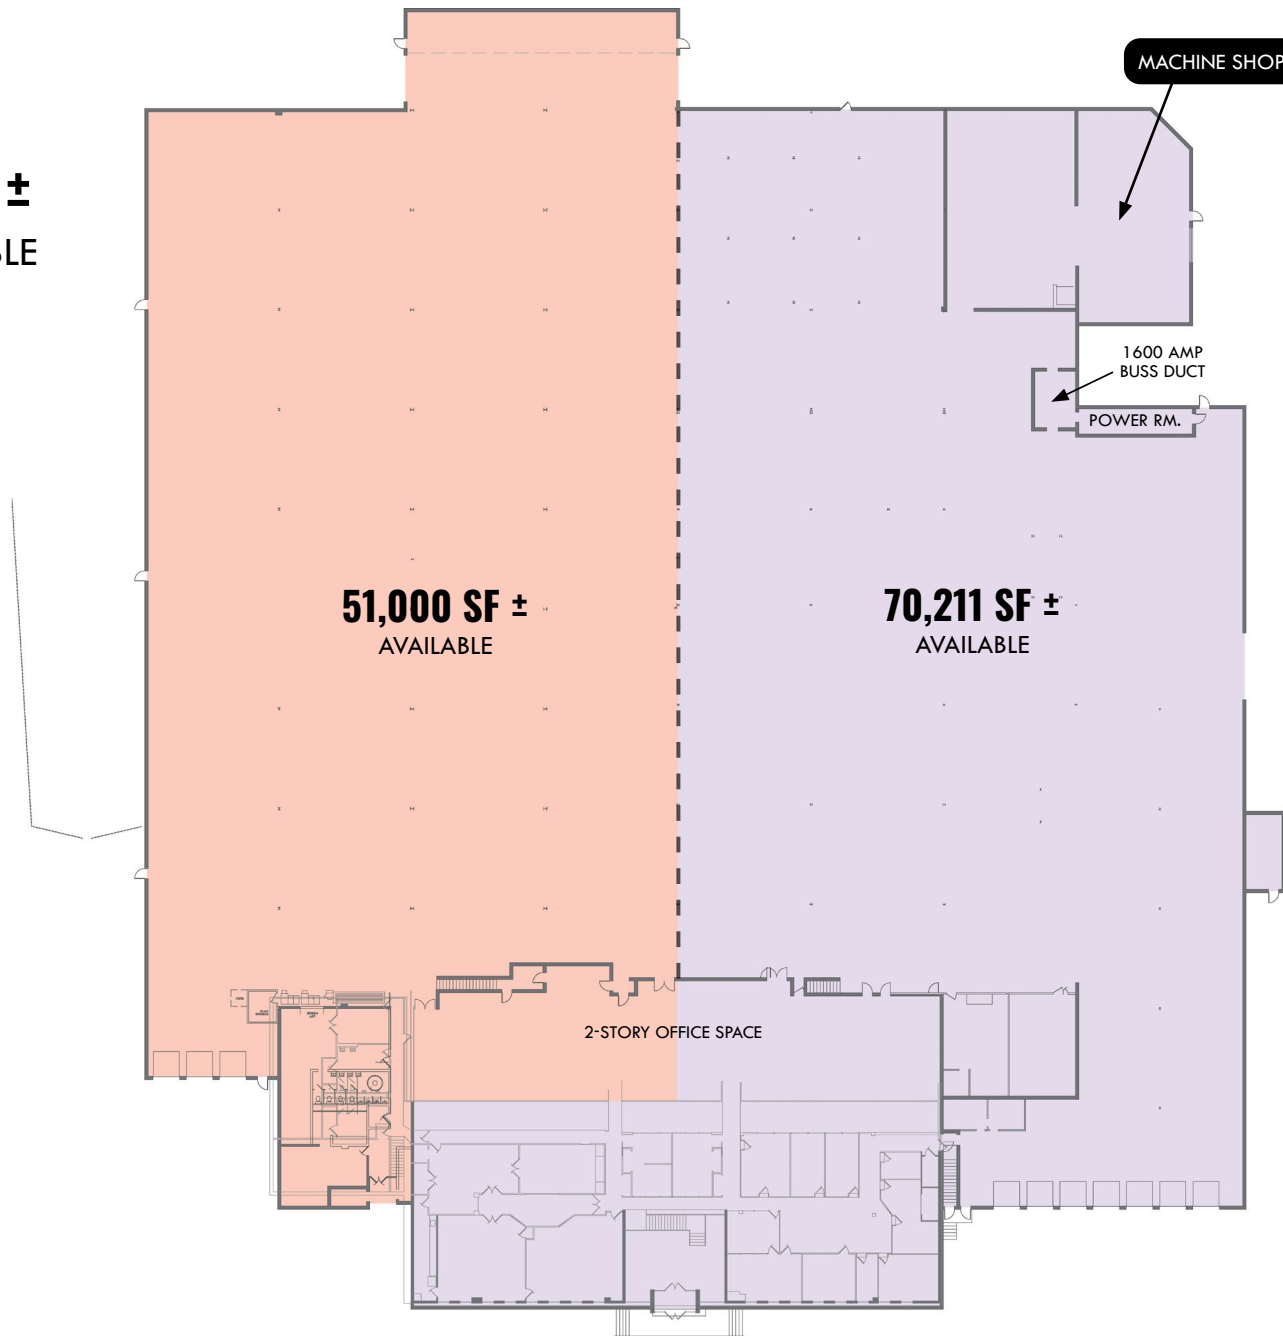 MACHINE SHOP
±
BLE
1600 AMP
BUSS DUCT
POWER RM.
51,000 SF ±
AVAILABLE
70,211 SF ±
AVAILABLE
2-STORY OFFICE SPACE